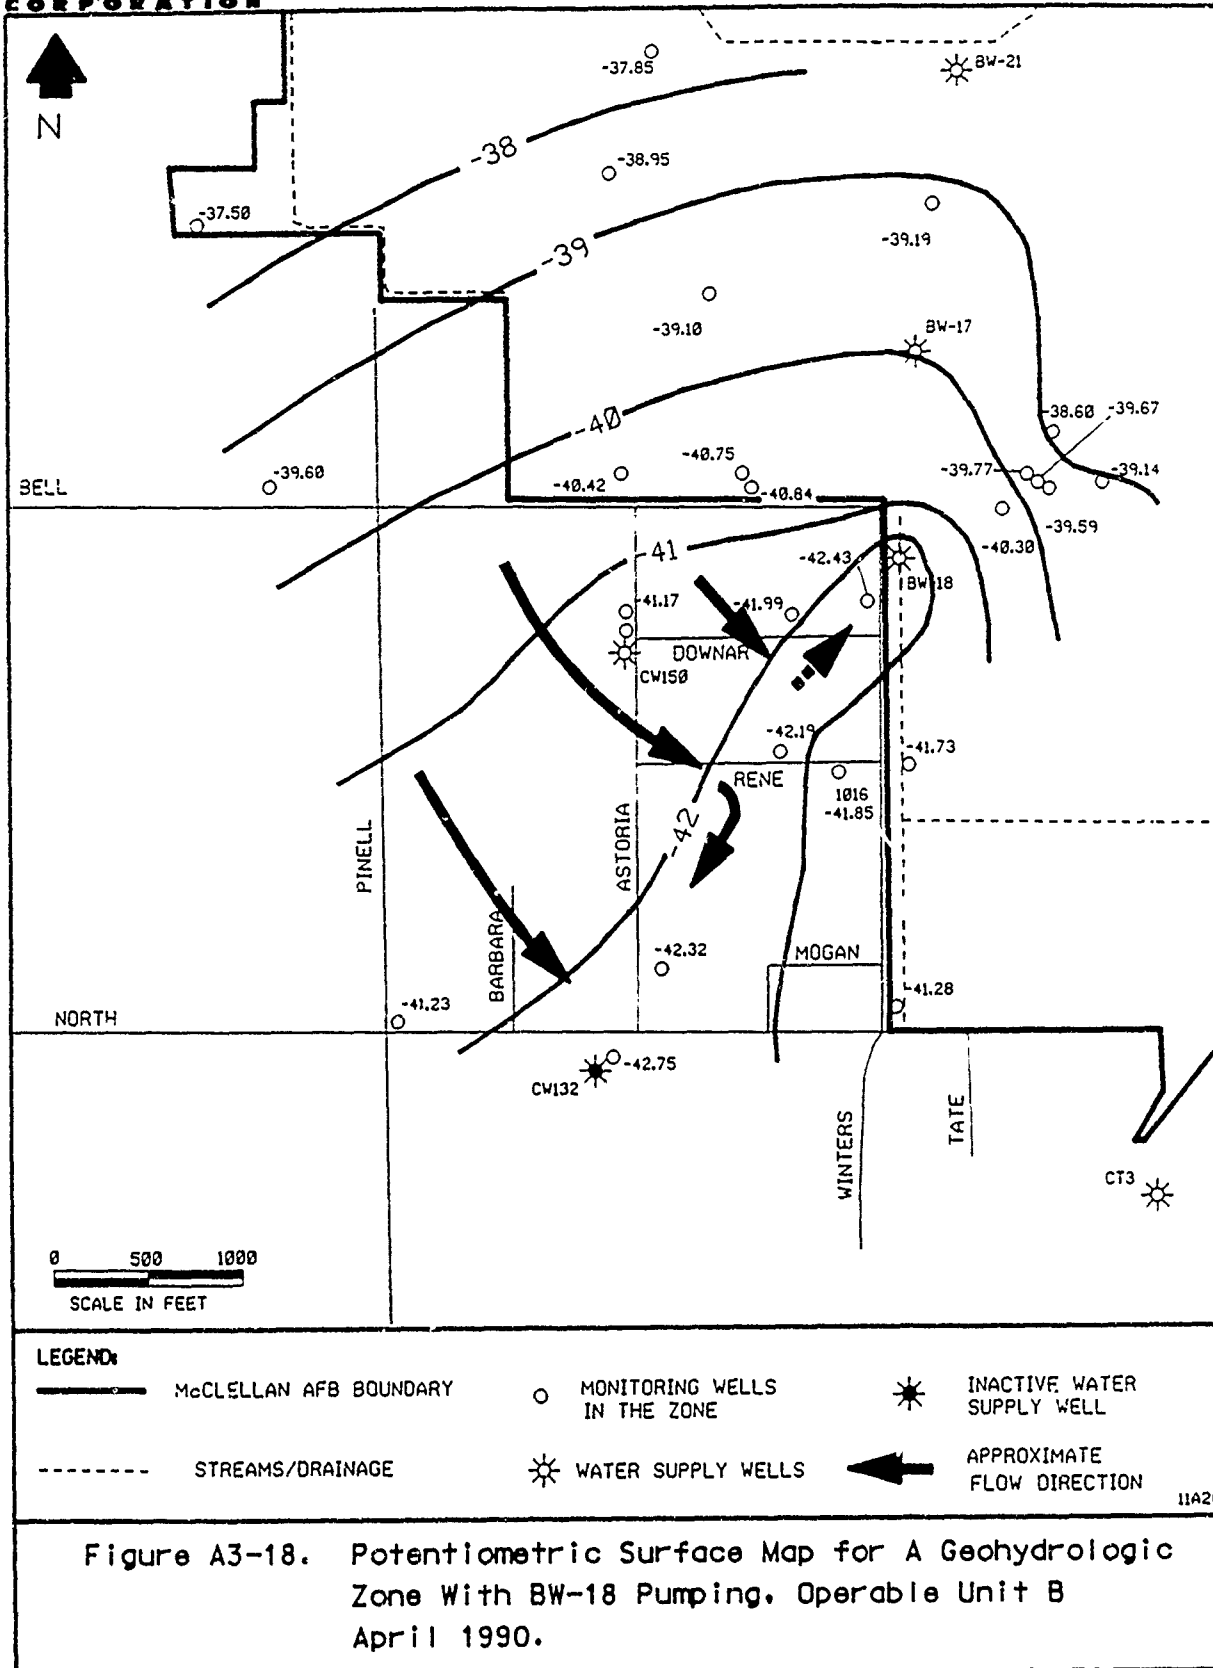 CORPORATION
N
-37.85
BW-21
-38
-38.95
-37.50
-39
-39.19
-39.10
BW-17
-40
-38.60
-39.67
-40.75
-39.77
-39.14
-39.60
-40.42
-40.84
BELL
-39.59
-40.30
-41
-42.43
BW-18
-41.17
-41.99
DOWNAR
CW150
-42.19
-41.73
RENE
1016
-41.85
-42
PINELL
ASTORIA
BARBARA
-42.32
MOGAN
-41.28
-41.23
NORTH
-42.75
CW132
WINTERS
TATE
CT3
0 500 1000
SCALE IN FEET
LEGEND:
McCLELLAN AFB BOUNDARY
MONITORING WELLS
IN THE ZONE
INACTIVE WATER
SUPPLY WELL
STREAMS/DRAINAGE
WATER SUPPLY WELLS
APPROXIMATE
FLOW DIRECTION
Figure A3-18. Potentiometric Surface Map for A Geohydrologic
Zone With BW-18 Pumping, Operable Unit B
April 1990.